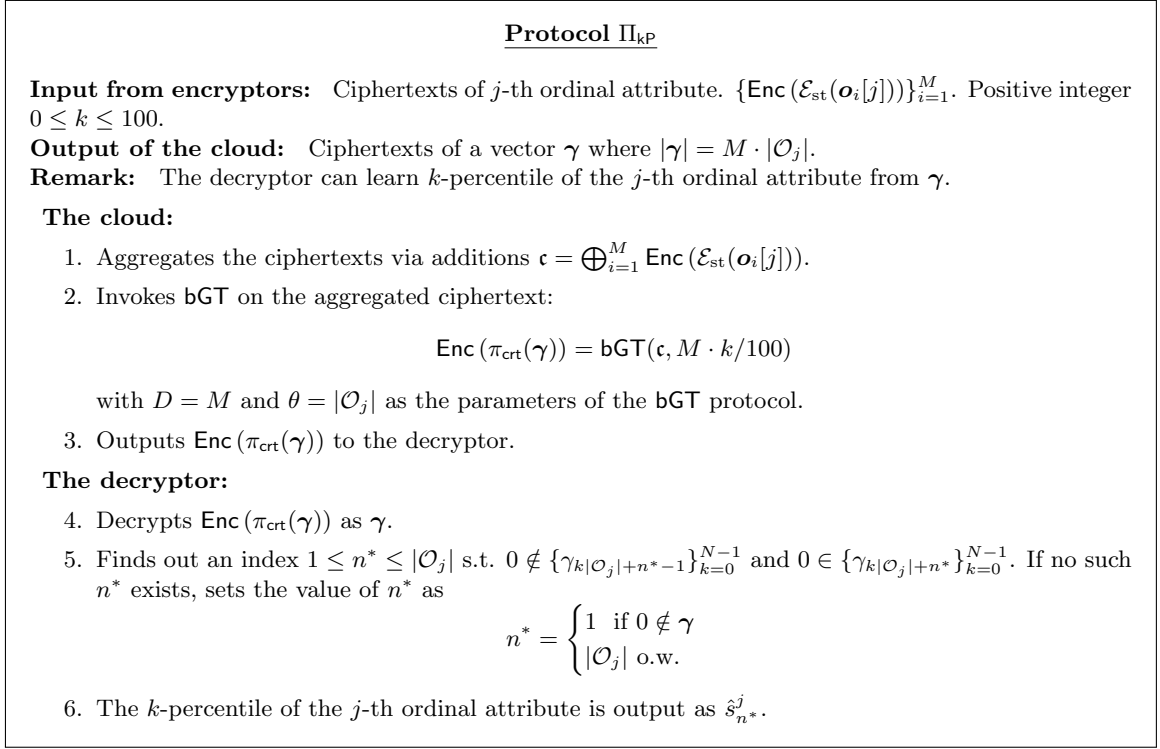 Protocol Π_kP
Input from encryptors: Ciphertexts of j-th ordinal attribute. {Enc (ℰ_st(𝒐_i[j]))}_{i=1}^M. Positive integer
0 ≤ k ≤ 100.
Output of the cloud: Ciphertexts of a vector 𝜸 where |𝜸| = M · |𝒪_j|.
Remark: The decryptor can learn k-percentile of the j-th ordinal attribute from 𝜸.
The cloud:
1. Aggregates the ciphertexts via additions 𝔠 = ⨁_{i=1}^M Enc (ℰ_st(𝒐_i[j])).
2. Invokes bGT on the aggregated ciphertext:
Enc (π_crt(𝜸)) = bGT(𝔠, M · k/100)
with D = M and θ = |𝒪_j| as the parameters of the bGT protocol.
3. Outputs Enc (π_crt(𝜸)) to the decryptor.
The decryptor:
4. Decrypts Enc (π_crt(𝜸)) as 𝜸.
5. Finds out an index 1 ≤ n* ≤ |𝒪_j| s.t. 0 ∉ {γ_{k|𝒪_j|+n*−1}}_{k=0}^{N−1} and 0 ∈ {γ_{k|𝒪_j|+n*}}_{k=0}^{N−1}. If no such
n* exists, sets the value of n* as
n* = { 1 if 0 ∉ 𝜸
|𝒪_j| o.w.
6. The k-percentile of the j-th ordinal attribute is output as ŝ^j_{n*}.